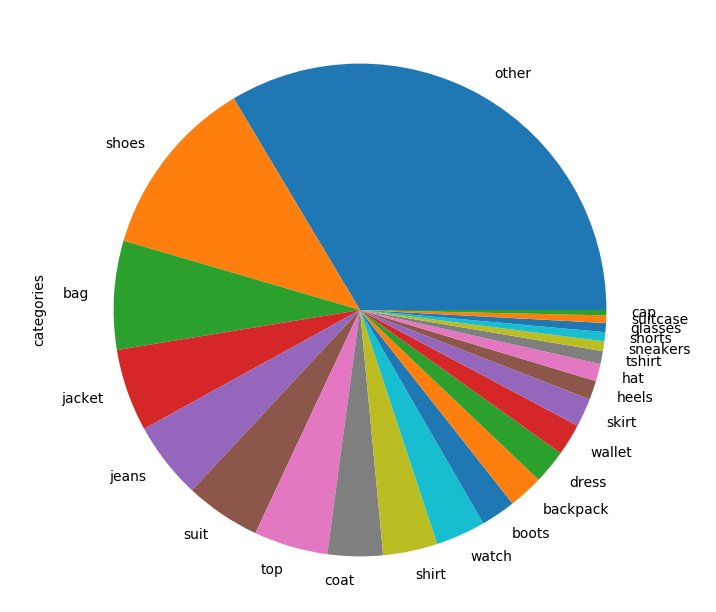 other
shoes
bag
categories
jacket
jeans
suit
top
coat
shirt
watch
boots
backpack
dress
wallet
skirt
heels
hat
tshirt
sneakers
shorts
glasses
suitcase
cap